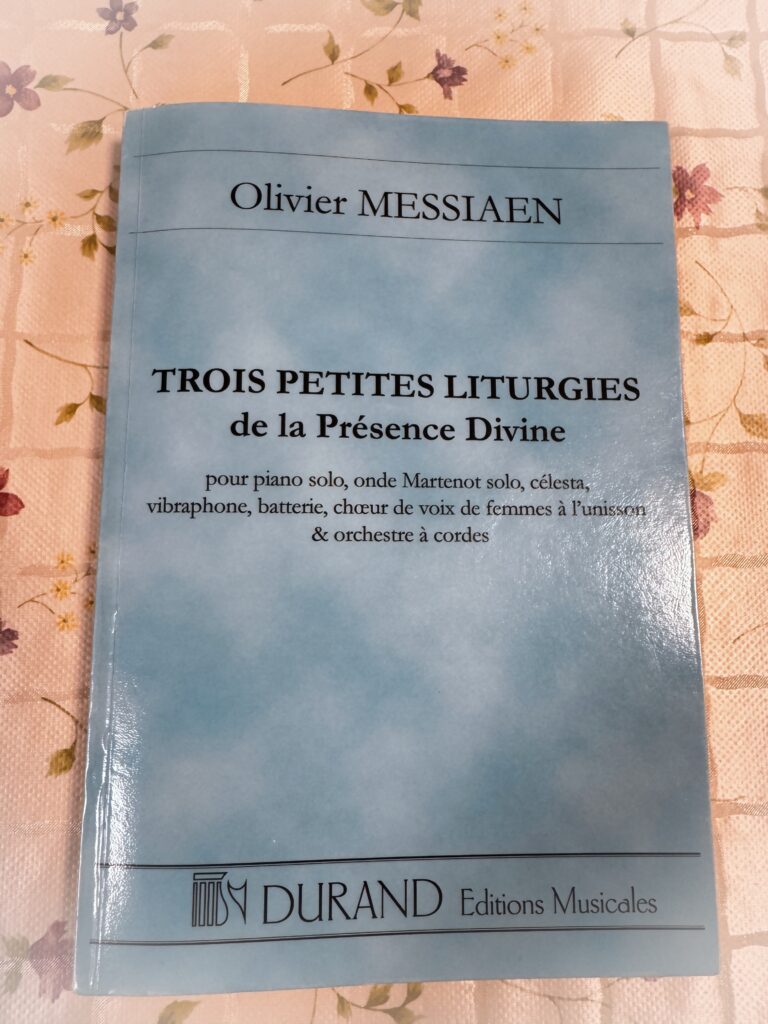 Olivier MESSIAEN
TROIS PETITES LITURGIES
de la Présence Divine
pour piano solo, onde Martenot solo, célesta,
vibraphone, batterie, chœur de voix de femmes à l'unisson
& orchestre à cordes
DURAND Editions Musicales